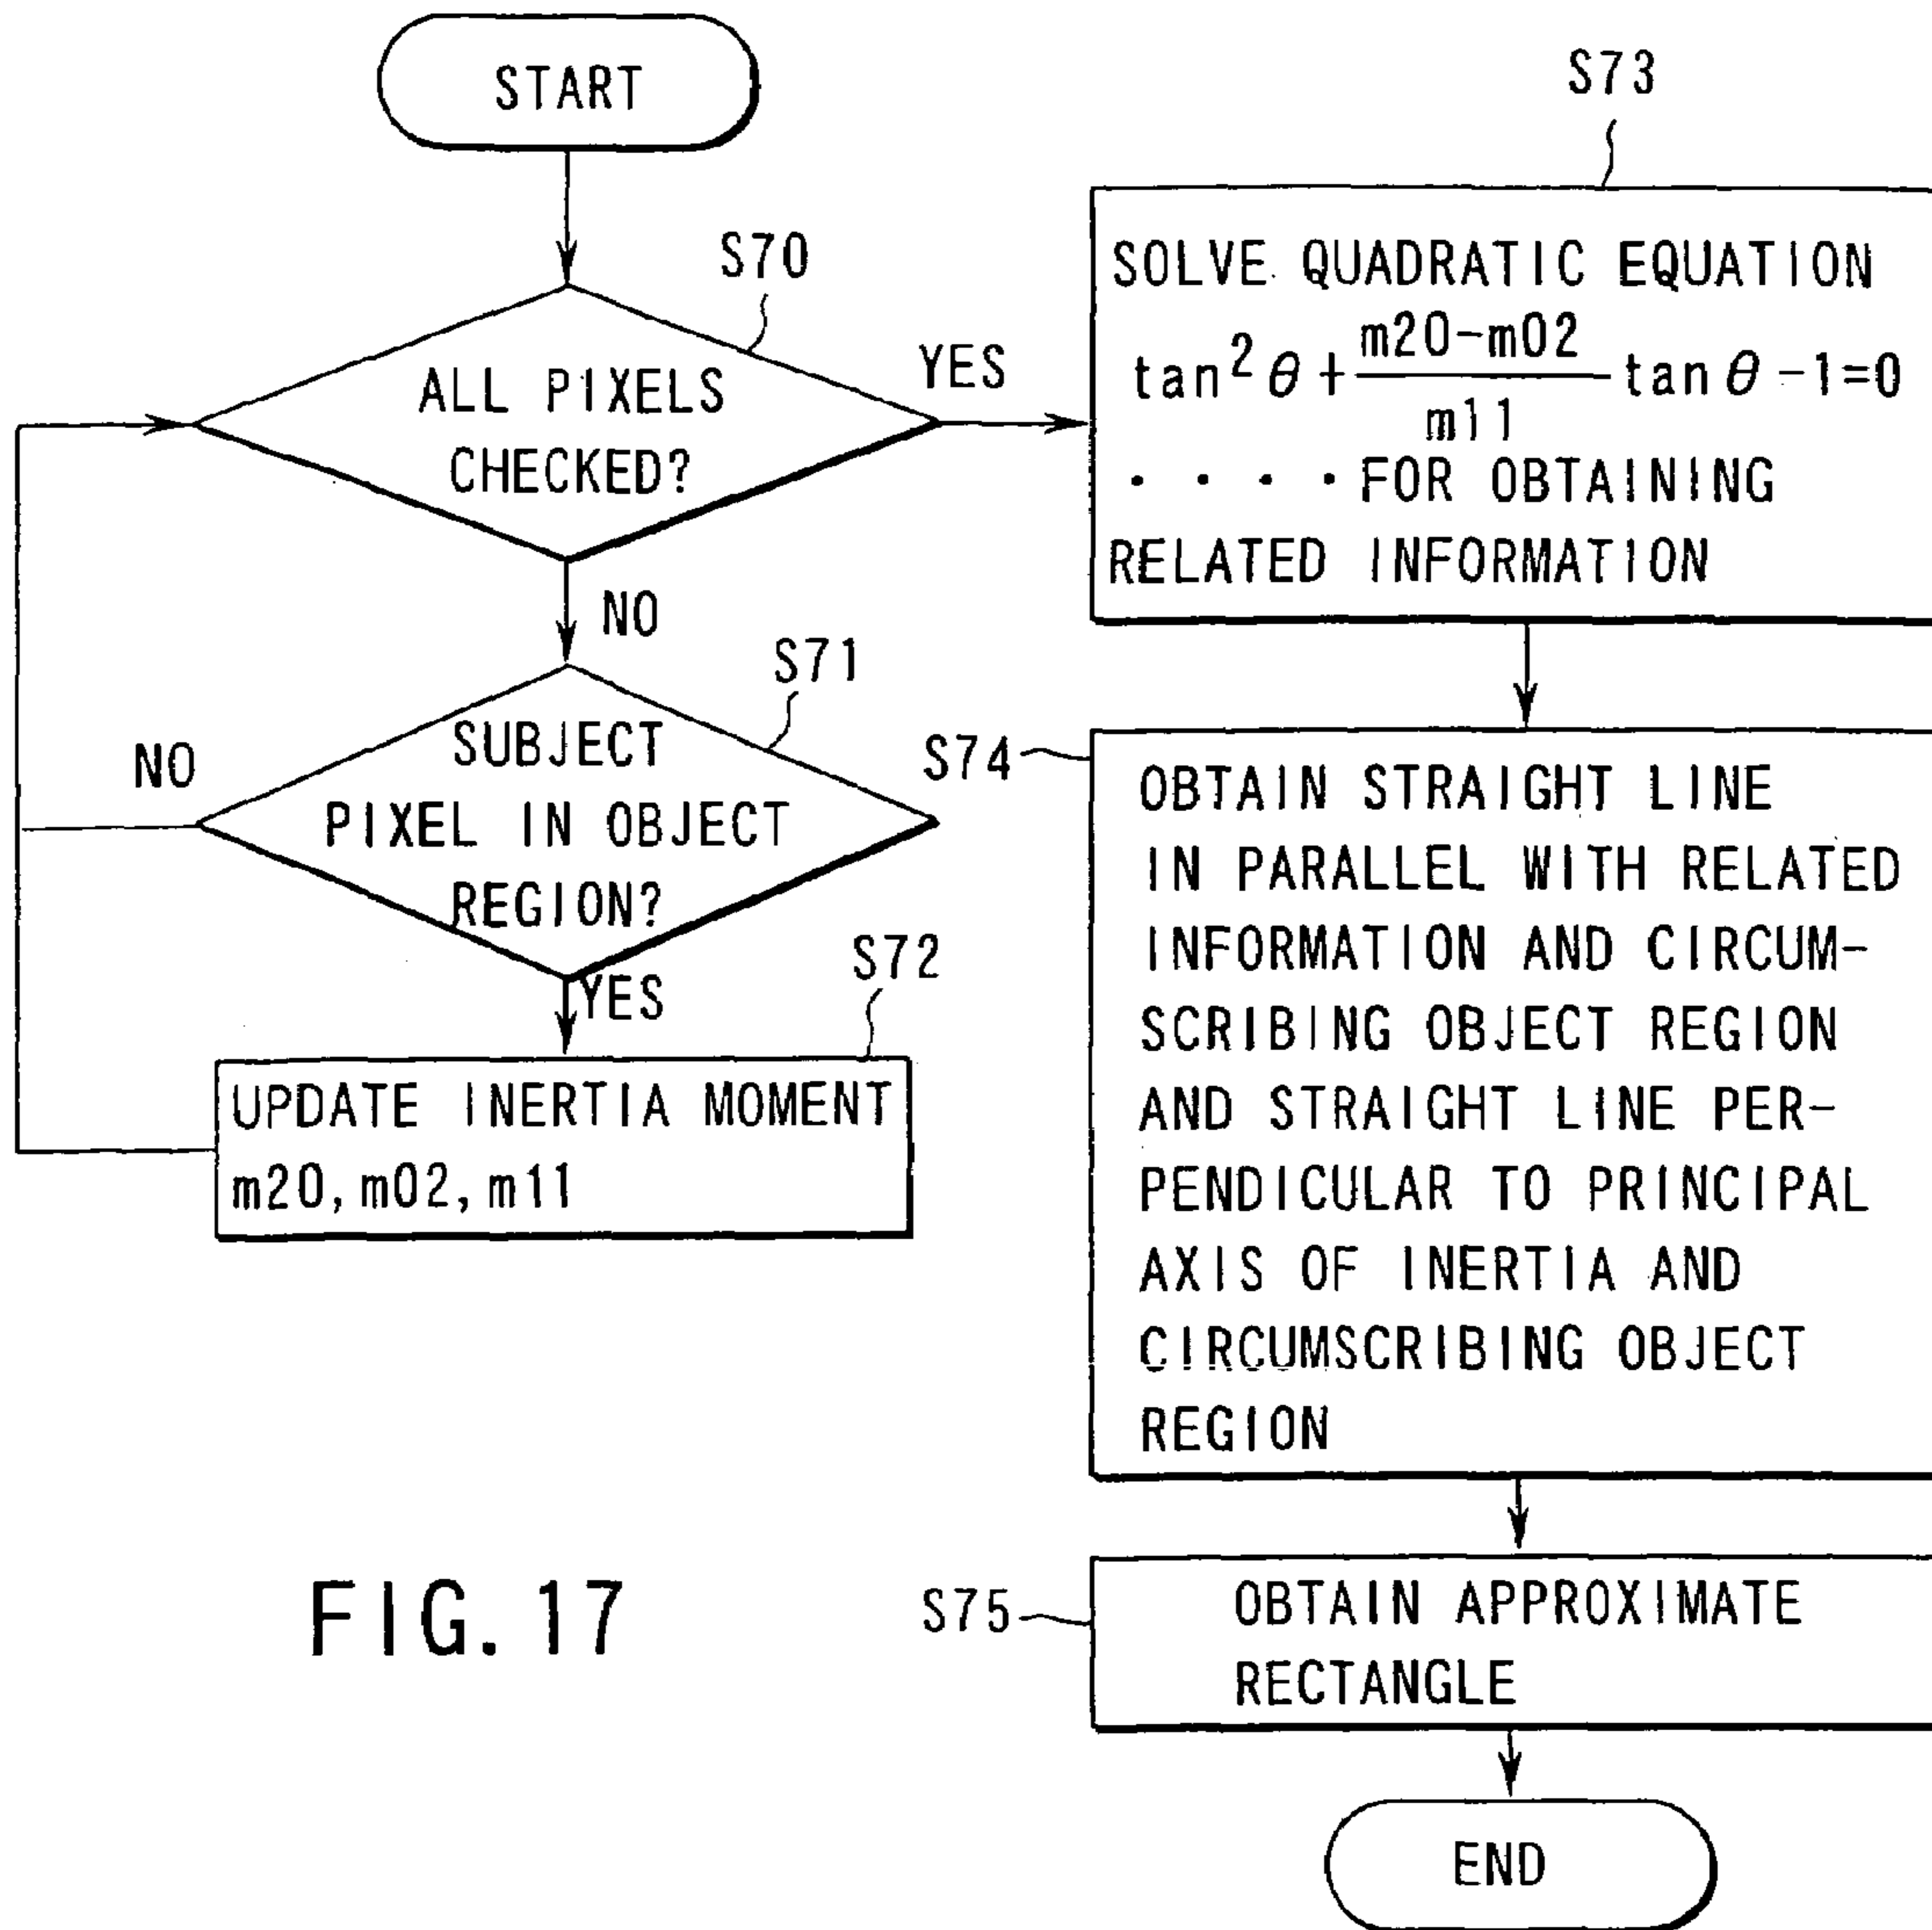 START
S70
ALL PIXELS
CHECKED?
YES
NO
S71
SUBJECT
PIXEL IN OBJECT
REGION?
NO
YES
S72
UPDATE INERTIA MOMENT
m20, m02, m11
S73
SOLVE QUADRATIC EQUATION
tan² θ + (m20-m02)/m11 tan θ -1=0
・・・・FOR OBTAINING
RELATED INFORMATION
S74
OBTAIN STRAIGHT LINE
IN PARALLEL WITH RELATED
INFORMATION AND CIRCUM-
SCRIBING OBJECT REGION
AND STRAIGHT LINE PER-
PENDICULAR TO PRINCIPAL
AXIS OF INERTIA AND
CIRCUMSCRIBING OBJECT
REGION
S75
OBTAIN APPROXIMATE
RECTANGLE
END
FIG. 17